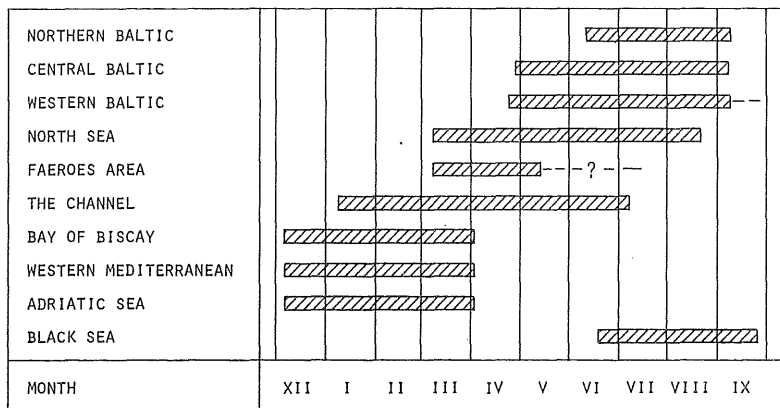 NORTHERN BALTIC
CENTRAL BALTIC
WESTERN BALTIC
NORTH SEA
FAEROES AREA ?
THE CHANNEL
BAY OF BISCAY
WESTERN MEDITERRANEAN
ADRIATIC SEA
BLACK SEA
MONTH XII I II III IV V VI VII VIII IX